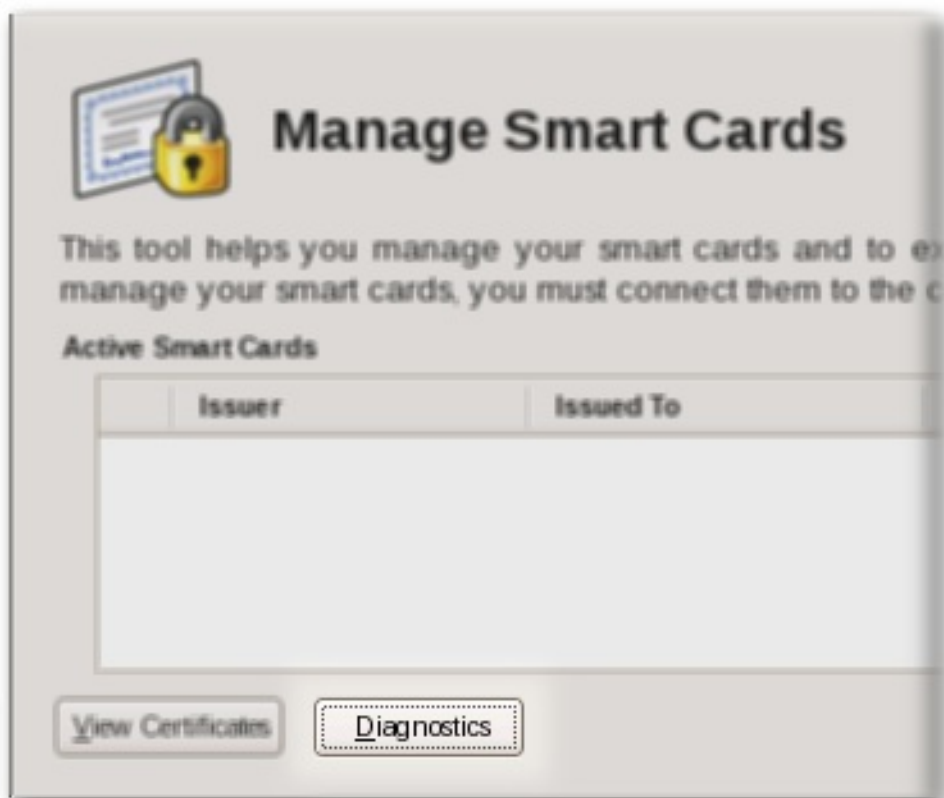 Manage Smart Cards
This tool helps you manage your smart cards and to
manage your smart cards, you must connect them to the
Active Smart Cards
Issuer Issued To
View Certificates Diagnostics